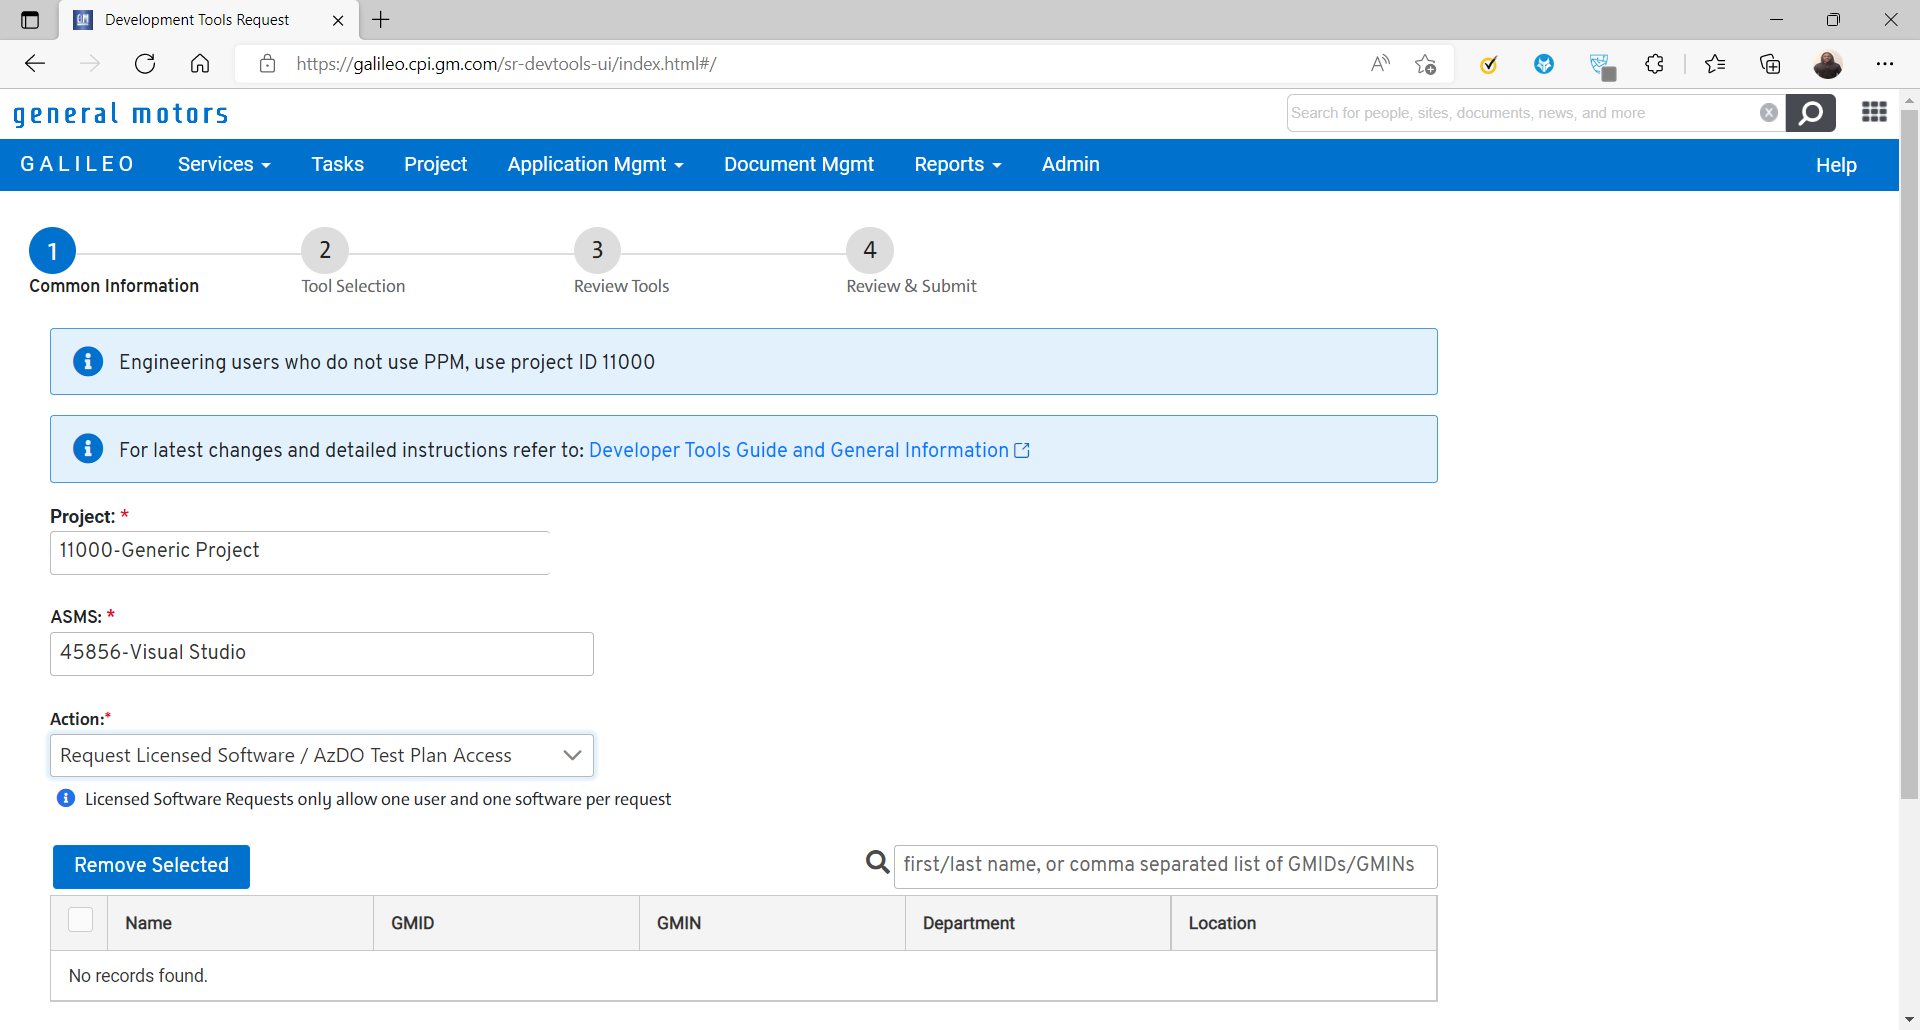 Development Tools Request
https://galileo.cpi.gm.com/sr-devtools-ui/index.html#/
general motors
Search for people, sites, documents, news, and more
GALILEO Services Tasks Project Application Mgmt Document Mgmt Reports Admin Help
1 2 3 4
Common Information Tool Selection Review Tools Review & Submit
Engineering users who do not use PPM, use project ID 11000
For latest changes and detailed instructions refer to: Developer Tools Guide and General Information
Project: *
11000-Generic Project
ASMS: *
45856-Visual Studio
Action:*
Request Licensed Software / AzDO Test Plan Access
Licensed Software Requests only allow one user and one software per request
Remove Selected first/last name, or comma separated list of GMIDs/GMINs
Name GMID GMIN Department Location
No records found.